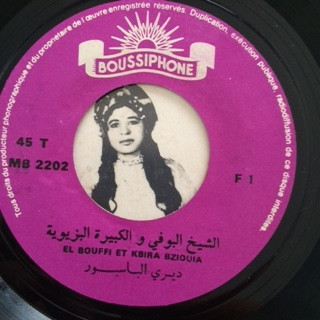 Tous droits du producteur phonographique et du propriétaire de l'œuvre enregistrée réservés. Duplication, exécution publique, radiodiffusion de ce disque interdites.
BOUSSIPHONE
45 T
MB 2202
F 1
الشيخ البوفي و الكبيرة البزيوية
EL BOUFFI ET KBIRA BZIOUIA
ديري الباسبور